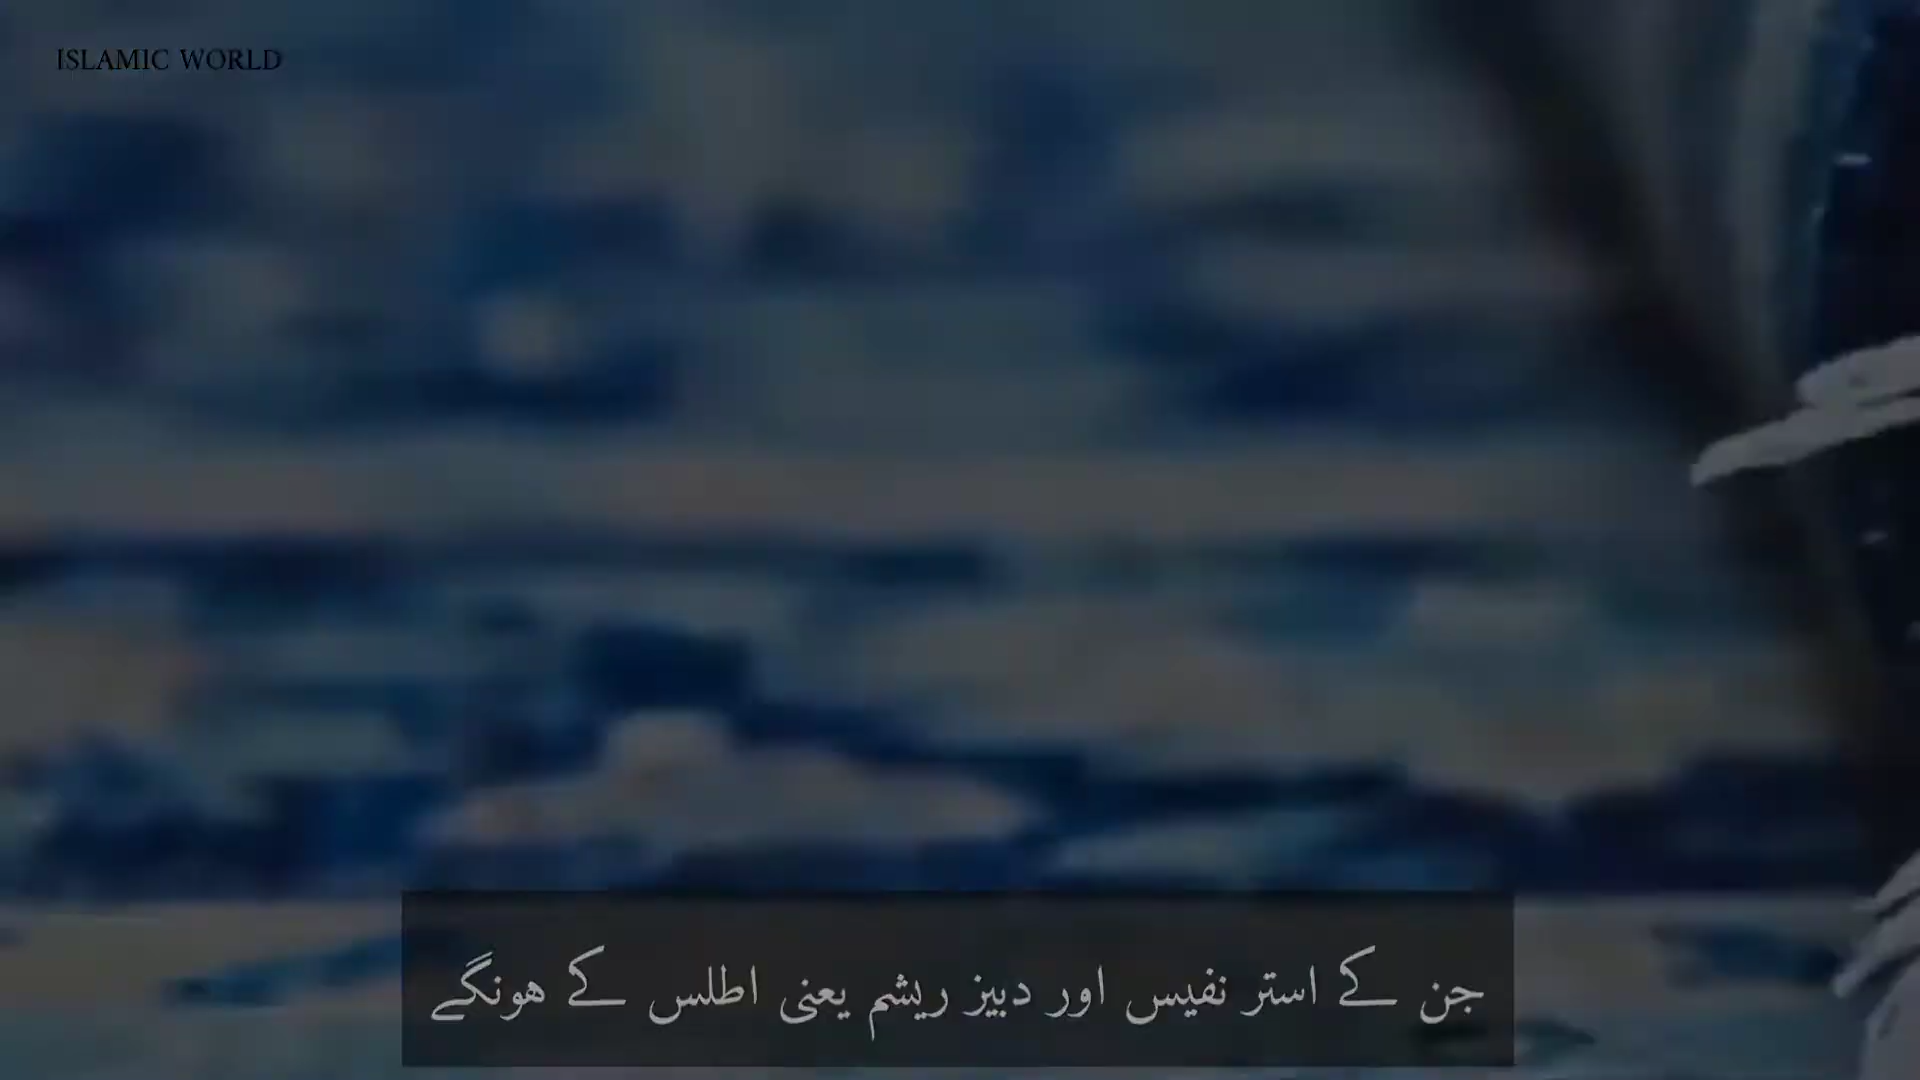 ISLAMIC WORLD
جن کے استر نفیس اور دبیز ریشم یعنی اطلس کے ہونگے